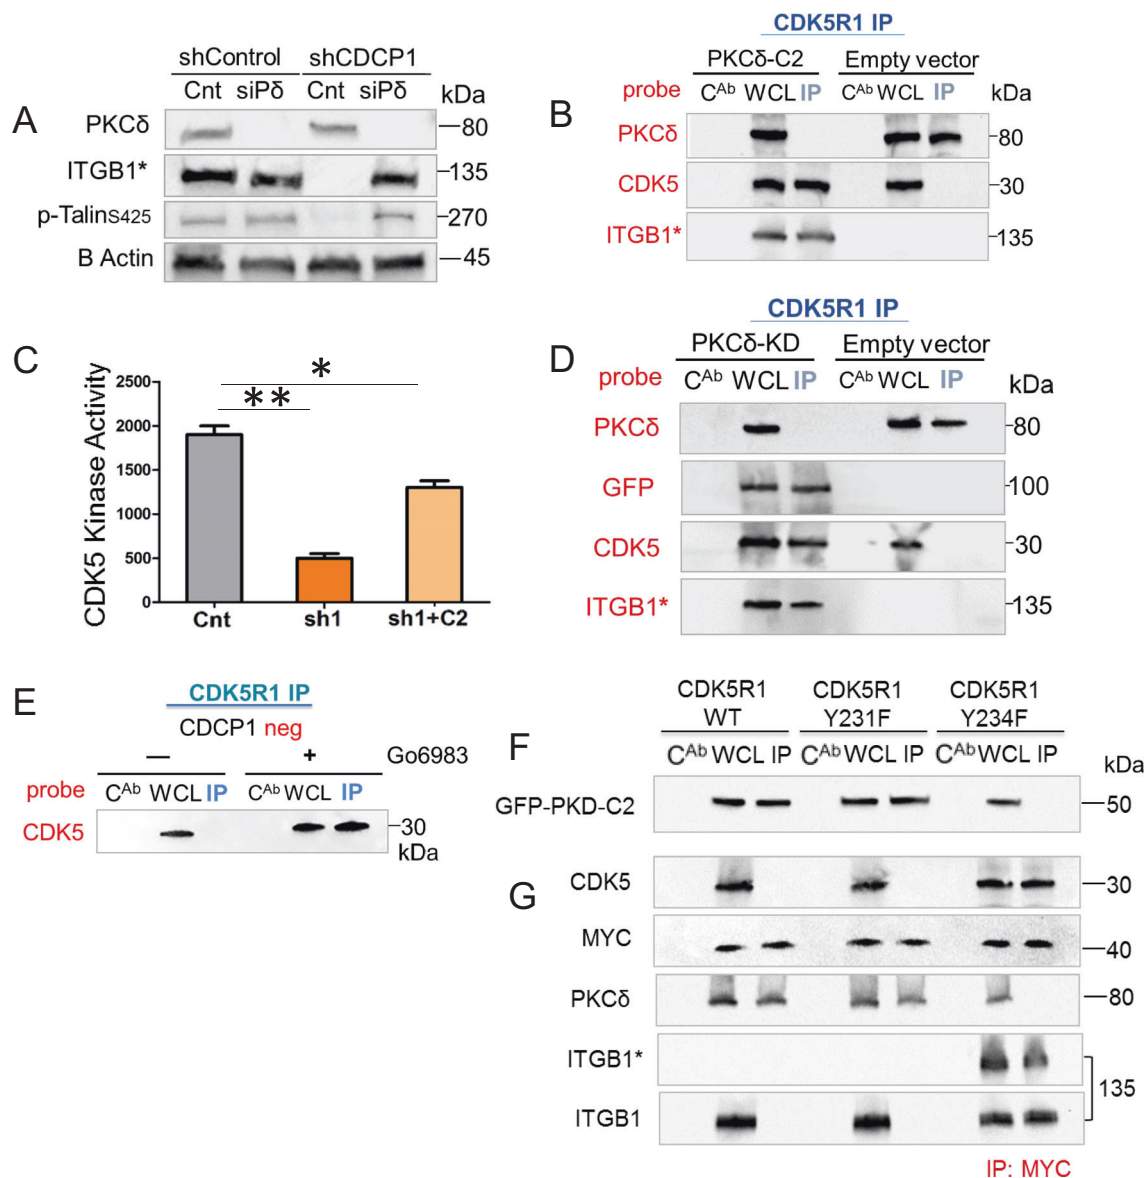 A
shControl shCDCP1
Cnt siPδ Cnt siPδ kDa
PKCδ 80
ITGB1* 135
p-TalinS425 270
B Actin 45
B
CDK5R1 IP
PKCδ-C2 Empty vector
probe CAb WCL IP CAb WCL IP kDa
PKCδ 80
CDK5 30
ITGB1* 135
C
CDK5 Kinase Activity
2500
2000
1500
1000
500
0
*
**
Cnt sh1 sh1+C2
D
CDK5R1 IP
PKCδ-KD Empty vector
probe CAb WCL IP CAb WCL IP kDa
PKCδ 80
GFP 100
CDK5 30
ITGB1* 135
E
CDK5R1 IP
CDCP1 neg
— + Go6983
probe CAb WCL IP CAb WCL IP
CDK5 30
kDa
F
CDK5R1 CDK5R1 CDK5R1
WT Y231F Y234F
CAb WCL IP CAb WCL IP CAb WCL IP kDa
GFP-PKD-C2 50
G
CDK5 30
MYC 40
PKCδ 80
ITGB1*
135
ITGB1
IP: MYC